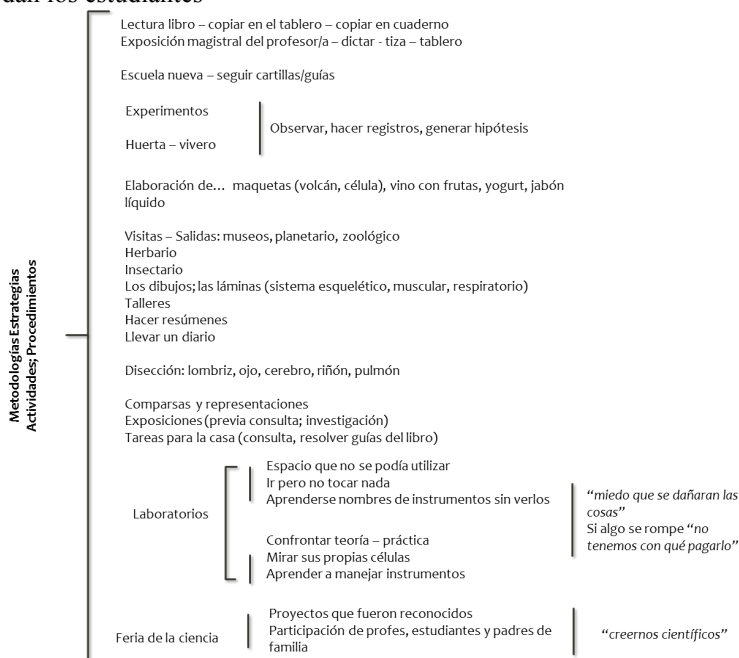 dan los estudiantes
Lectura libro – copiar en el tablero – copiar en cuaderno
Exposición magistral del profesor/a – dictar - tiza – tablero
Escuela nueva – seguir cartillas/guías
Experimentos
Huerta – vivero
Observar, hacer registros, generar hipótesis
Elaboración de... maquetas (volcán, célula), vino con frutas, yogurt, jabón
líquido
Visitas – Salidas: museos, planetario, zoológico
Herbario
Insectario
Los dibujos; las láminas (sistema esquelético, muscular, respiratorio)
Talleres
Hacer resúmenes
Llevar un diario
Metodologías Estrategias
Actividades; Procedimientos
Disección: lombriz, ojo, cerebro, riñón, pulmón
Comparsas y representaciones
Exposiciones (previa consulta; investigación)
Tareas para la casa (consulta, resolver guías del libro)
Laboratorios
Espacio que no se podía utilizar
Ir pero no tocar nada
Aprenderse nombres de instrumentos sin verlos
Confrontar teoría – práctica
Mirar sus propias células
Aprender a manejar instrumentos
“miedo que se dañaran las
cosas”
Si algo se rompe “no
tenemos con qué pagarlo”
Feria de la ciencia
Proyectos que fueron reconocidos
Participación de profes, estudiantes y padres de
familia
“creernos científicos”